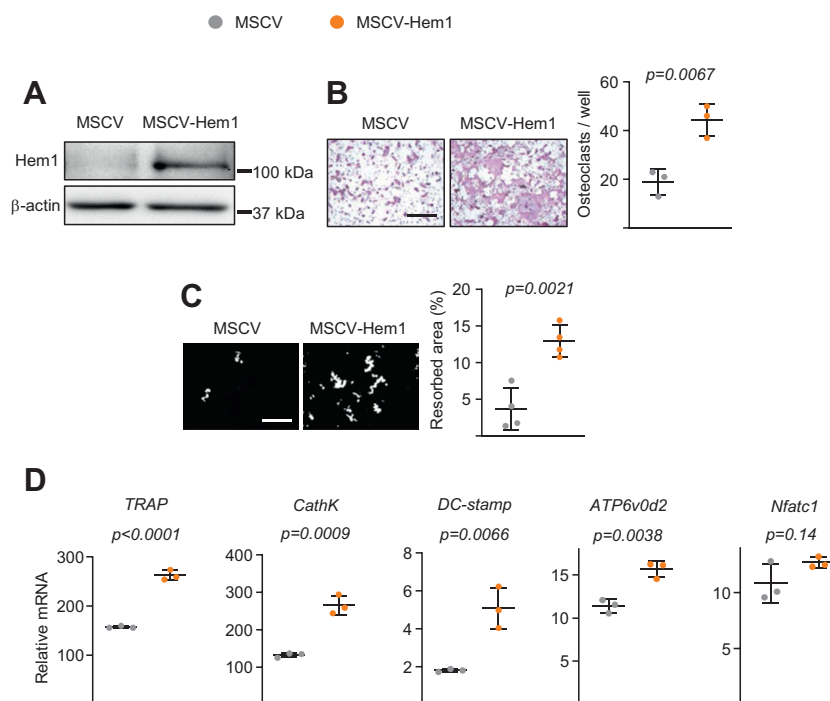 MSCV MSCV-Hem1
A
MSCV MSCV-Hem1
Hem1
100 kDa
β-actin
37 kDa
B
MSCV MSCV-Hem1
p=0.0067
Osteoclasts / well
60
40
20
C
MSCV MSCV-Hem1
p=0.0021
Resorbed area (%)
20
15
10
5
D
TRAP
p<0.0001
Relative mRNA
300
200
100
CathK
p=0.0009
400
300
200
100
DC-stamp
p=0.0066
8
6
4
2
ATP6v0d2
p=0.0038
15
10
5
Nfatc1
p=0.14
10
5